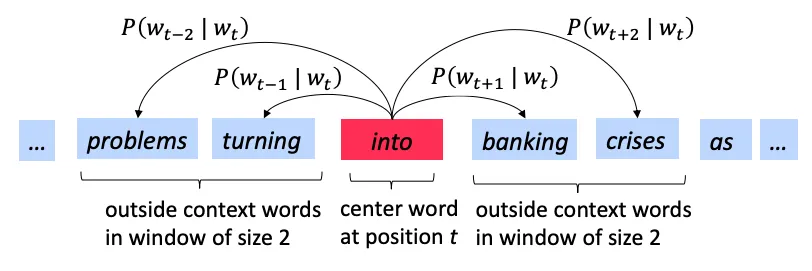 P(w_{t−2} | w_t)
P(w_{t+2} | w_t)
P(w_{t−1} | w_t)
P(w_{t+1} | w_t)
... problems turning into banking crises as ...
outside context words
in window of size 2
center word
at position t
outside context words
in window of size 2